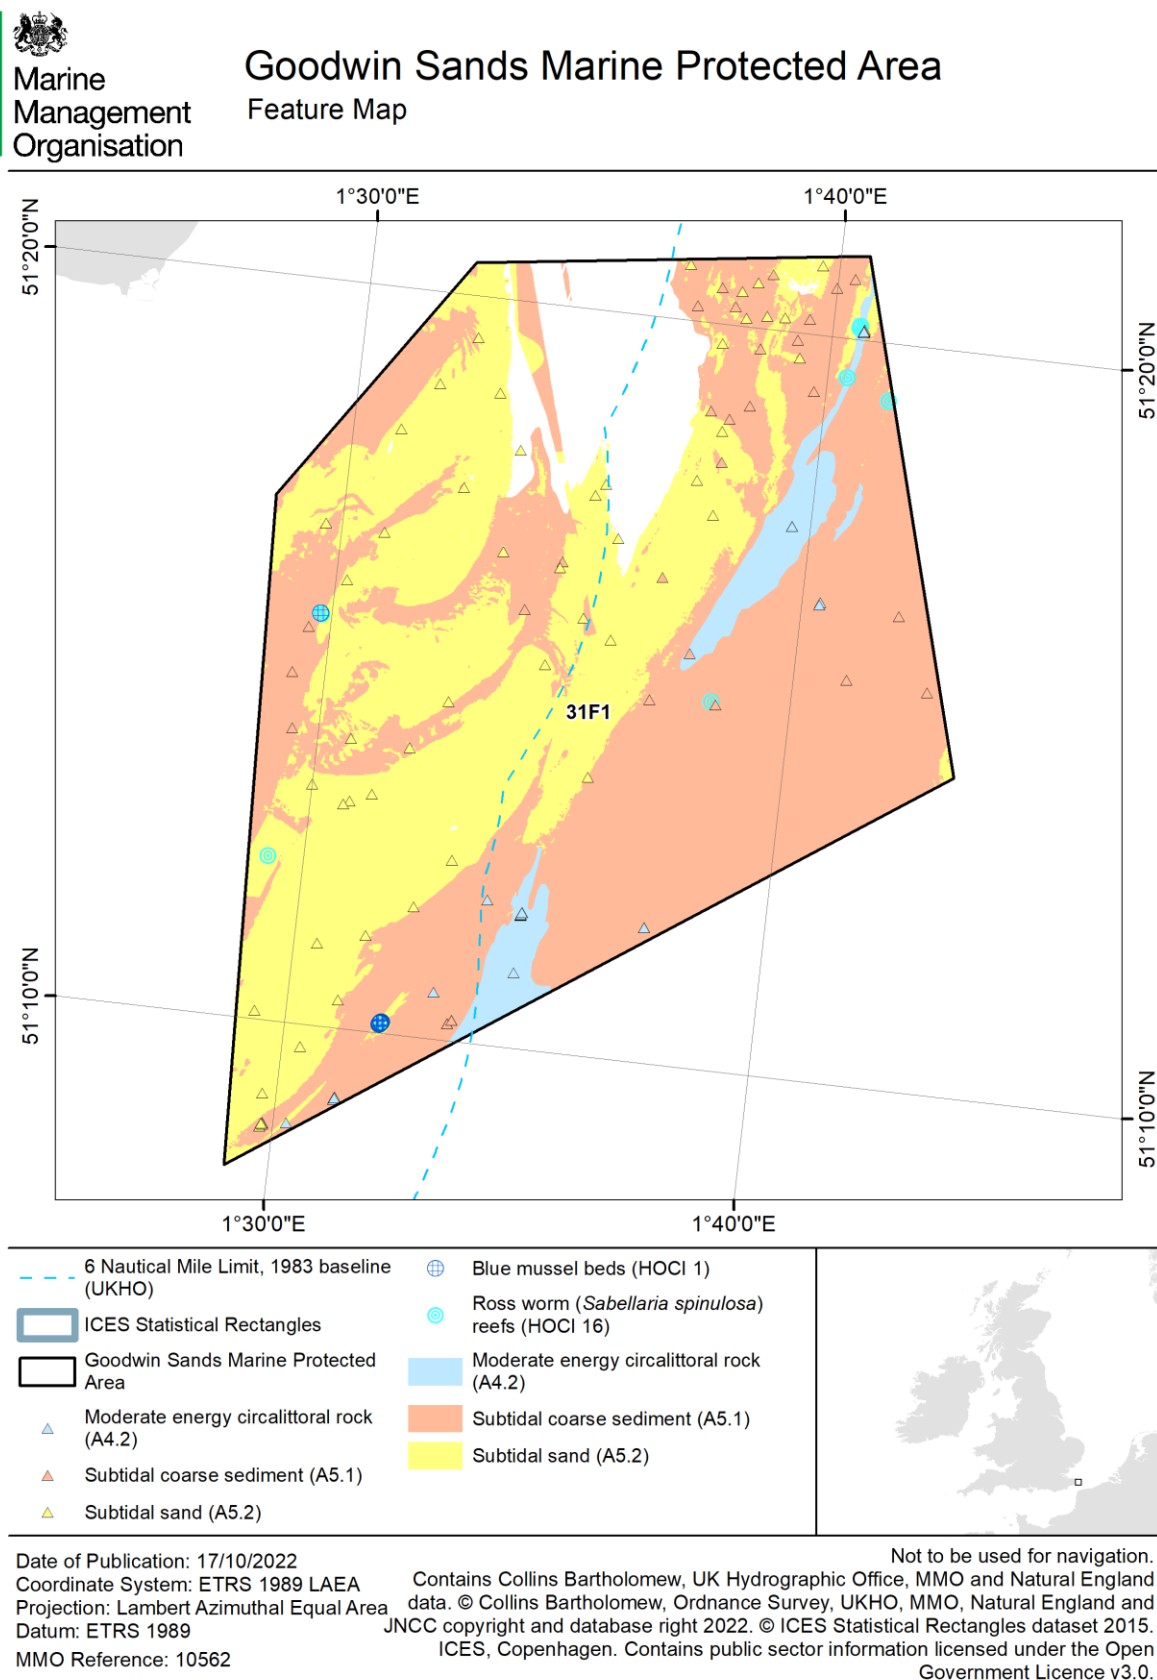 Marine
Management
Organisation
Goodwin Sands Marine Protected Area
Feature Map
1°30'0"E
1°40'0"E
51°20'0"N
51°20'0"N
31F1
51°10'0"N
51°10'0"N
1°30'0"E
1°40'0"E
6 Nautical Mile Limit, 1983 baseline
(UKHO)
ICES Statistical Rectangles
Goodwin Sands Marine Protected
Area
Moderate energy circalittoral rock
(A4.2)
Subtidal coarse sediment (A5.1)
Subtidal sand (A5.2)
Blue mussel beds (HOCI 1)
Ross worm (Sabellaria spinulosa)
reefs (HOCI 16)
Moderate energy circalittoral rock
(A4.2)
Subtidal coarse sediment (A5.1)
Subtidal sand (A5.2)
Date of Publication: 17/10/2022
Coordinate System: ETRS 1989 LAEA
Projection: Lambert Azimuthal Equal Area
Datum: ETRS 1989
MMO Reference: 10562
Not to be used for navigation.
Contains Collins Bartholomew, UK Hydrographic Office, MMO and Natural England
data. © Collins Bartholomew, Ordnance Survey, UKHO, MMO, Natural England and
JNCC copyright and database right 2022. © ICES Statistical Rectangles dataset 2015.
ICES, Copenhagen. Contains public sector information licensed under the Open
Government Licence v3.0.